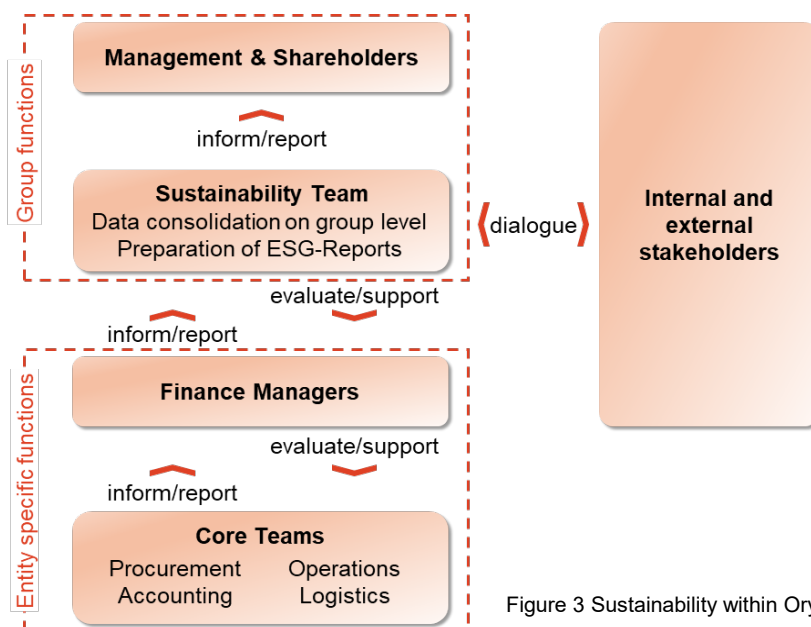 Group functions
Management & Shareholders
inform/report
Sustainability Team
Data consolidation on group level
Preparation of ESG-Reports
dialogue
Internal and
external
stakeholders
evaluate/support
inform/report
Entity specific functions
Finance Managers
evaluate/support
inform/report
Core Teams
Procurement Operations
Accounting Logistics
Figure 3 Sustainability within